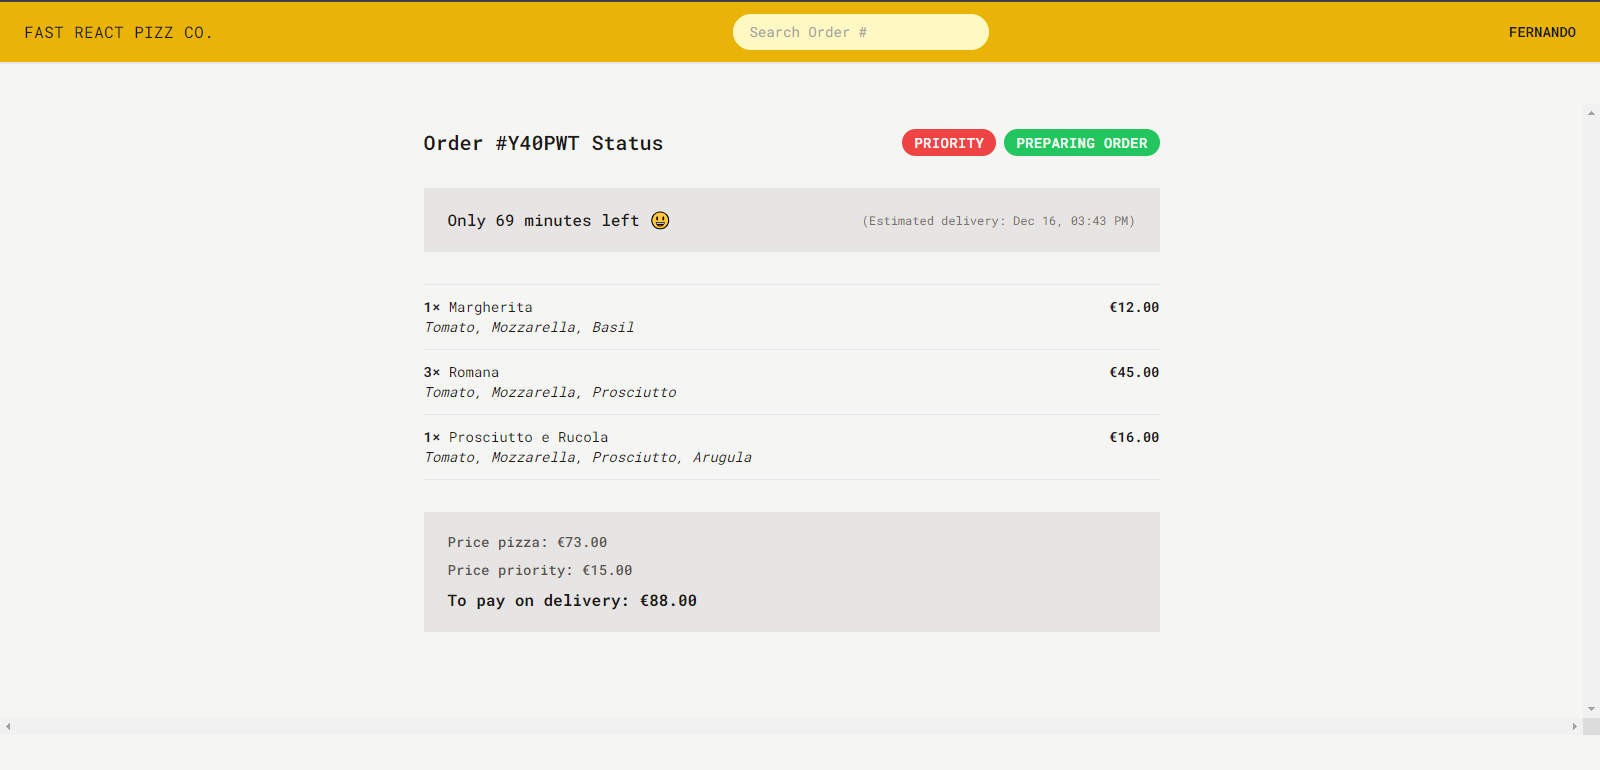 FAST REACT PIZZ CO.
Search Order #
FERNANDO
Order #Y40PWT Status
PRIORITY
PREPARING ORDER
Only 69 minutes left 😃
(Estimated delivery: Dec 16, 03:43 PM)
1× Margherita
€12.00
Tomato, Mozzarella, Basil
3× Romana
€45.00
Tomato, Mozzarella, Prosciutto
1× Prosciutto e Rucola
€16.00
Tomato, Mozzarella, Prosciutto, Arugula
Price pizza: €73.00
Price priority: €15.00
To pay on delivery: €88.00